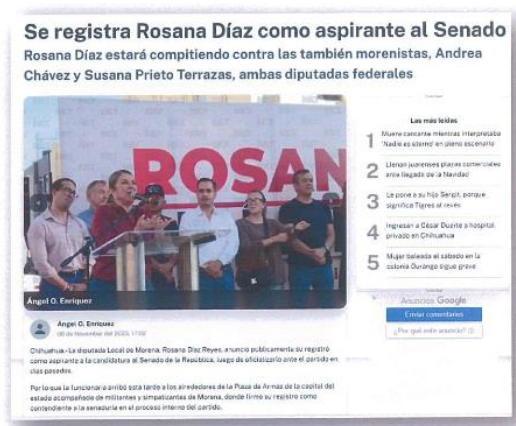 Se registra Rosana Díaz como aspirante al Senado
Rosana Díaz estará compitiendo contra las también morenistas, Andrea
Chávez y Susana Prieto Terrazas, ambas diputadas federales
ROSAN
Ángel O. Enríquez
Angel O. Enríquez
Chihuahua.- La diputada Local de Morena, Rosana Díaz Reyes, anuncio publicamente su registró
como aspirante a la candidatura al Senado de la República, luego de oficializarlo ante el partido en
días pasados.
Por lo que la funcionaria arribó esta tarde a los alrededores de la Plaza de Armas de la capital del
estado acompañada de militantes y simpatizantes de Morena, donde firmo su registro como
contendiente a la senaduría en el proceso interno del partido.
Las más leídas
1 Muere cantante mientras interpretaba
'Nadie es eterno' en pleno escenario
2 Llenan juarenses plazas comerciales
ante llegada de la Navidad
3 Le pone a su hijo Sergit, porque
significa Tigres al revés
4 Ingresan a César Duarte a hospital
privado en Chihuahua
5 Mujer baleada el sábado en la
colonia Durango sigue grave
Anuncios Google
Enviar comentarios
¿Por qué este anuncio?